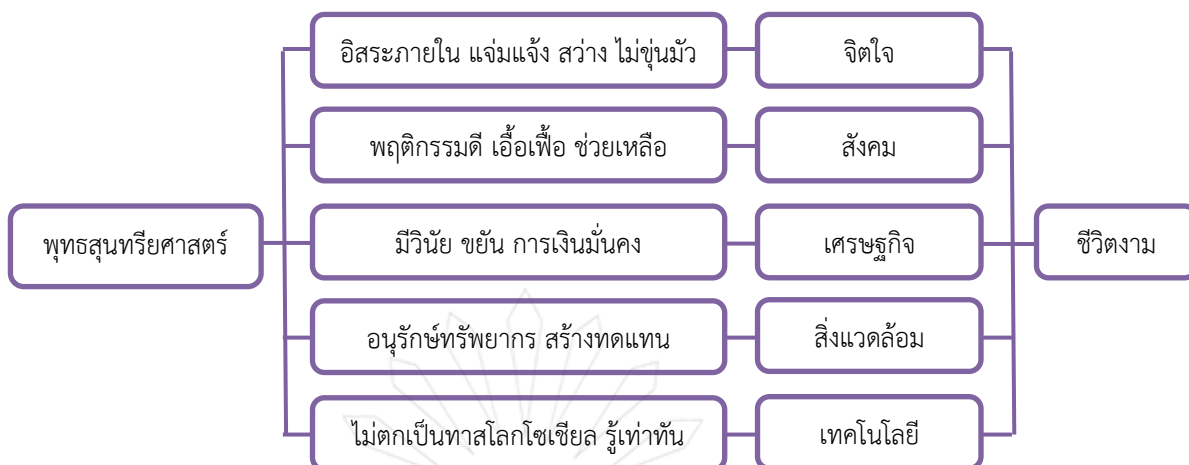 อิสระภายใน แจ่มแจ้ง สว่าง ไม่ขุ่นมัว
จิตใจ
พฤติกรรมดี เอื้อเฟื้อ ช่วยเหลือ
สังคม
พุทธสุนทรียศาสตร์
มีวินัย ขยัน การเงินมั่นคง
เศรษฐกิจ
ชีวิตงาม
อนุรักษ์ทรัพยากร สร้างทดแทน
สิ่งแวดล้อม
ไม่ตกเป็นทาสโลกโซเชียล รู้เท่าทัน
เทคโนโลยี